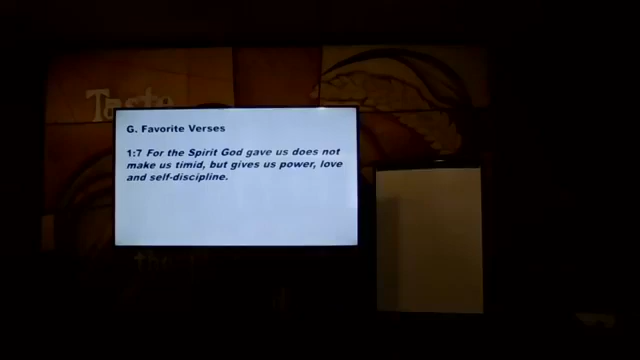 Taste
G. Favorite Verses
1:7 For the Spirit God gave us does not
make us timid, but gives us power, love
and self-discipline.